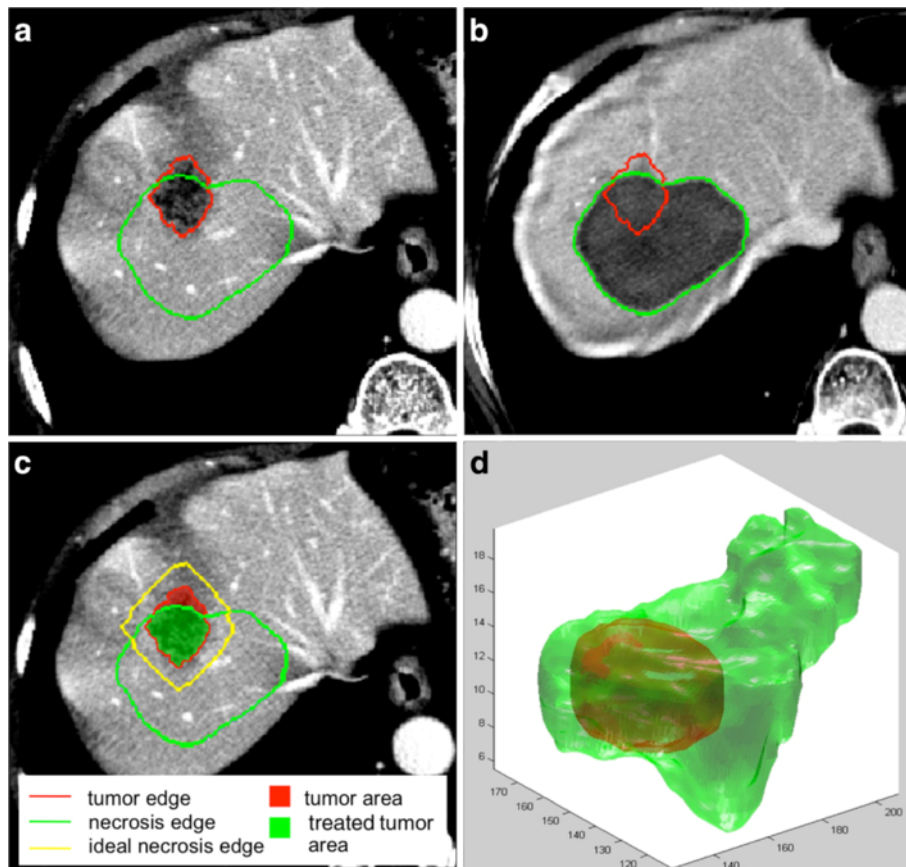 a
b
c
d
tumor edge
necrosis edge
ideal necrosis edge
tumor area
treated tumor
area
18
16
14
12
10
8
6
170
160
150
140
130
120
140
160
180
200